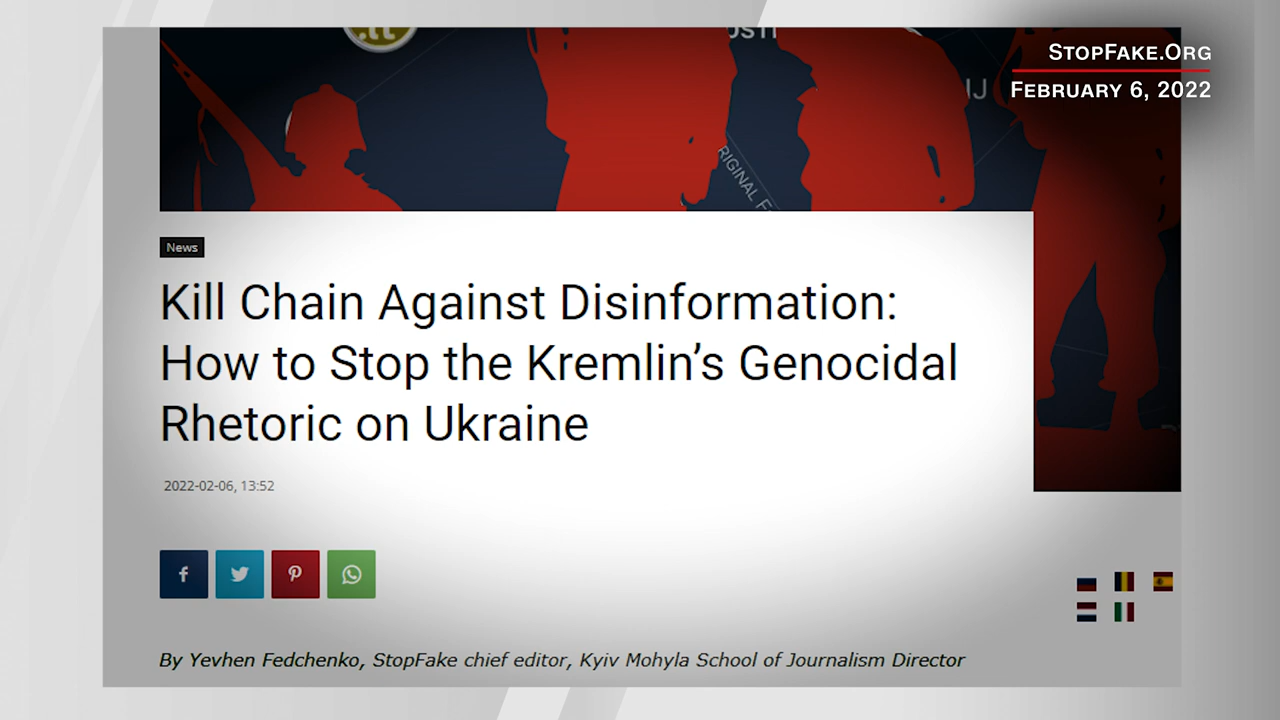 StopFake.Org
February 6, 2022
News
Kill Chain Against Disinformation:
How to Stop the Kremlin’s Genocidal
Rhetoric on Ukraine
2022-02-06, 13:52
By Yevhen Fedchenko, StopFake chief editor, Kyiv Mohyla School of Journalism Director